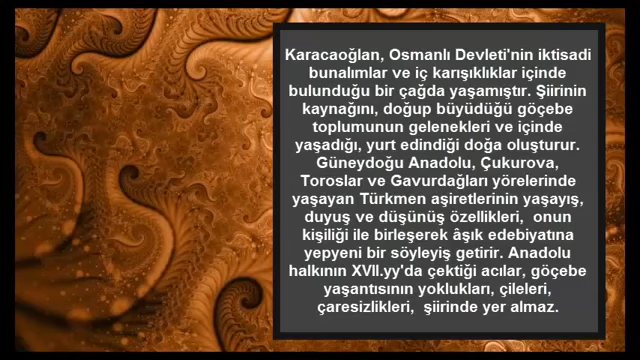 Karacaoğlan, Osmanlı Devleti'nin iktisadi
bunalımlar ve iç karışıklıklar içinde
bulunduğu bir çağda yaşamıştır. Şiirinin
kaynağını, doğup büyüdüğü göçebe
toplumunun gelenekleri ve içinde
yaşadığı, yurt edindiği doğa oluşturur.
Güneydoğu Anadolu, Çukurova,
Toroslar ve Gavurdağları yörelerinde
yaşayan Türkmen aşiretlerinin yaşayış,
duyuş ve düşünüş özellikleri,  onun
kişiliği ile birleşerek âşık edebiyatına
yepyeni bir söyleyiş getirir. Anadolu
halkının XVII.yy'da çektiği acılar, göçebe
yaşantısının yoklukları, çileleri,
çaresizlikleri,  şiirinde yer almaz.